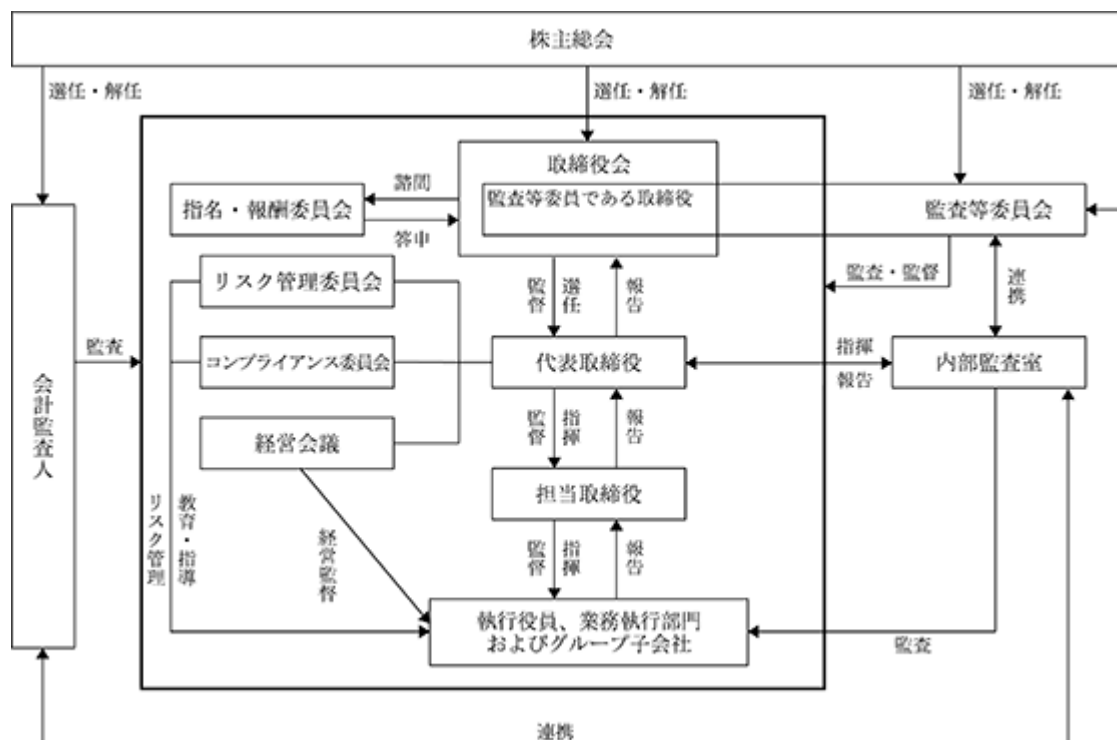 株主総会
選任・解任
選任・解任
選任・解任
取締役会
監査等委員である取締役
監査等委員会
指名・報酬委員会
諮問
答申
リスク管理委員会
監督
選任
報告
監査・監督
連携
監査
コンプライアンス委員会
代表取締役
指揮
報告
内部監査室
会計監査人
経営会議
監督
指揮
報告
担当取締役
リスク管理
教育・指導
経営監督
監督
指揮
報告
執行役員、業務執行部門
およびグループ子会社
監査
連携